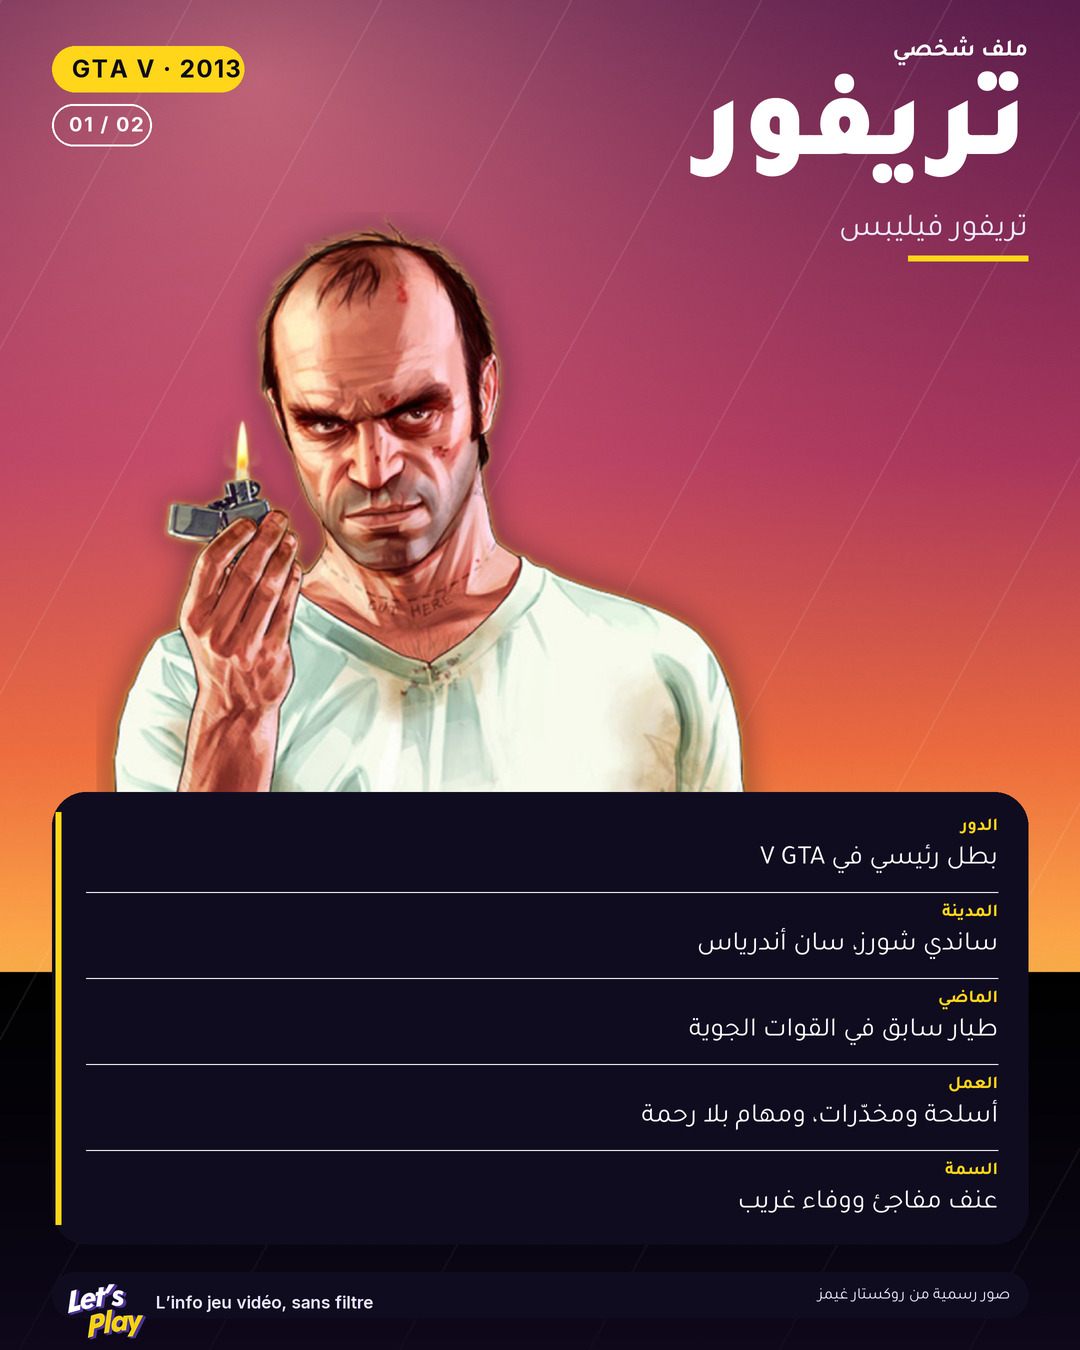 GTA V · 2013
01 / 02
ملف شخصي
تريفور
تريفور فيليبس
CUT HERE
الدور
بطل رئيسي في V GTA
المدينة
ساندي شورز، سان أندرياس
الماضي
طيار سابق في القوات الجوية
العمل
أسلحة ومخدّرات، ومهام بلا رحمة
السمة
عنف مفاجئ ووفاء غريب
Let's
Play
L'info jeu vidéo, sans filtre
صور رسمية من روكستار غيمز